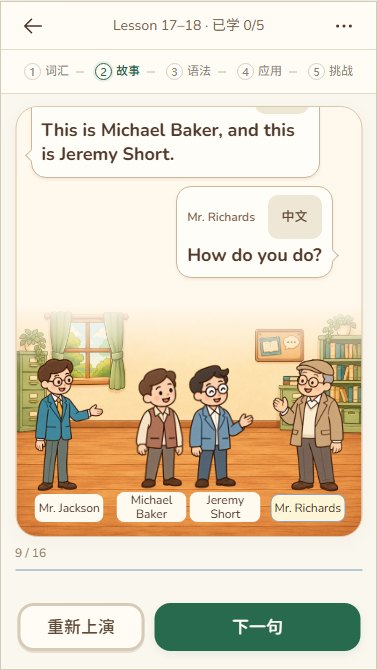 Lesson 17–18 · 已学 0/5
1 词汇
2 故事
3 语法
4 应用
5 挑战
This is Michael Baker, and this
is Jeremy Short.
Mr. Richards
中文
How do you do?
Mr. Jackson
Michael
Baker
Jeremy
Short
Mr. Richards
9 / 16
重新上演
下一句